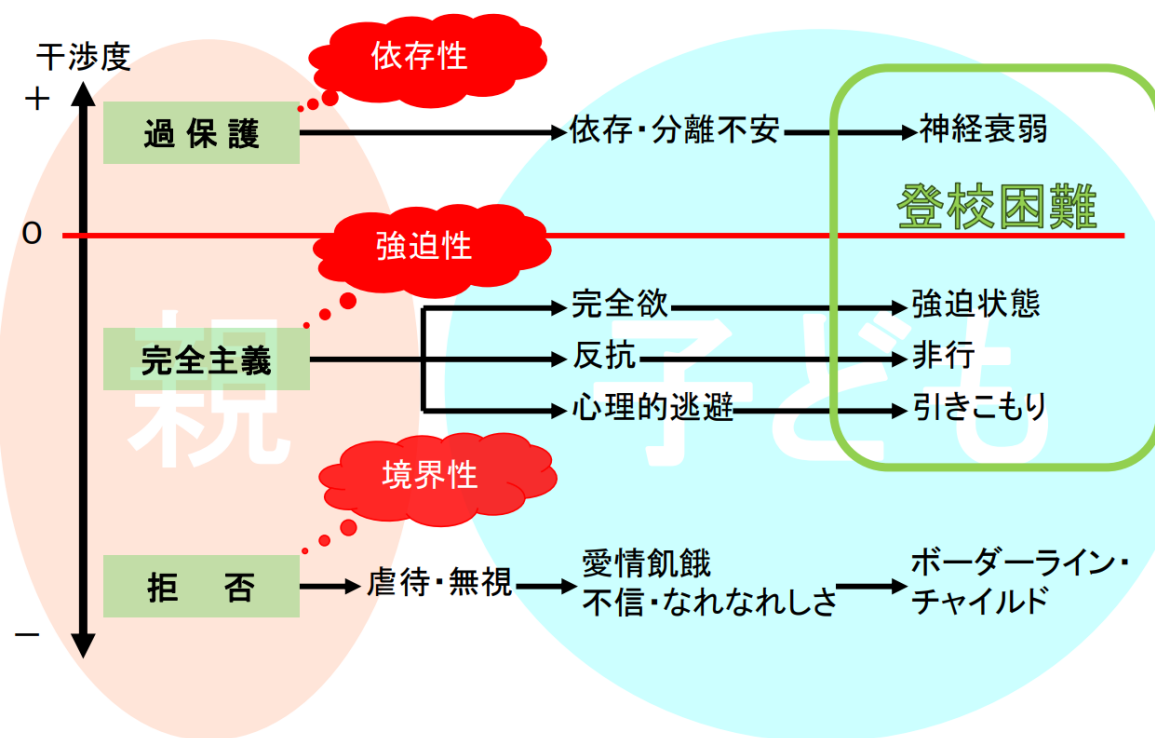 干渉度
依存性
+
過保護
依存・分離不安
神経衰弱
登校困難
0
強迫性
完全欲
強迫状態
親
子ども
完全主義
反抗
非行
心理的逃避
引きこもり
境界性
拒 否
虐待・無視
愛情飢餓
不信・なれなれしさ
ボーダーライン・
チャイルド
−